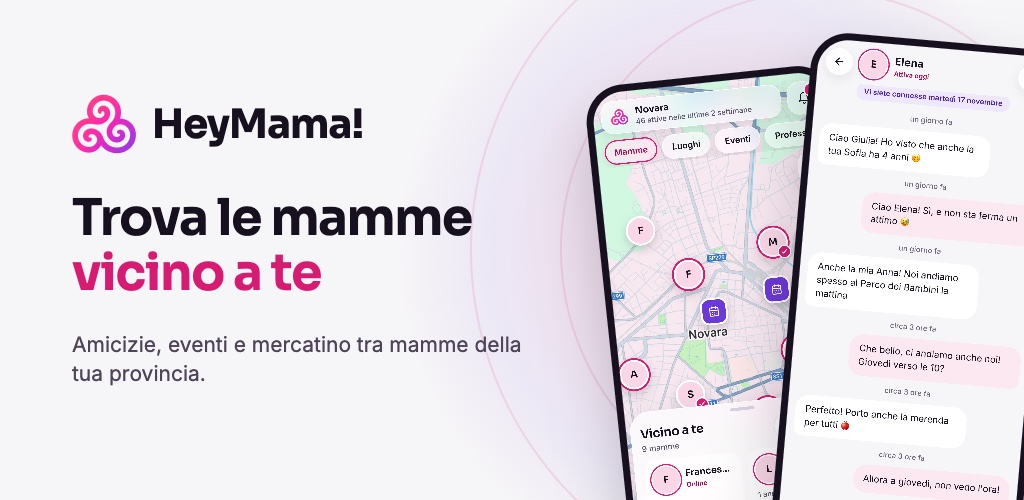 HeyMama!
Trova le mamme
vicino a te
Amicizie, eventi e mercatino tra mamme della
tua provincia.
Novara
46 attive nelle ultime 2 settimane
Mamme
Luoghi
Eventi
F
M
F
Novara
A
S
Vicino a te
9 mamme
F
Frances...
Online
L
E
Elena
Attiva oggi
Vi siete connesse martedì 17 novembre
un giorno fa
Ciao Giulia! Ho visto che anche la
tua Sofia ha 4 anni 😊
un giorno fa
Ciao Elena! Sì, e non sta ferma un
attimo 😅
un giorno fa
Anche la mia Anna! Noi andiamo
spesso al Parco dei Bambini la
mattina
circa 3 ore fa
Che bello, ci andiamo anche noi!
Giovedì verso le 10?
circa 3 ore fa
Perfetto! Porto anche la merenda
per tutti 🍎
circa 3 ore fa
Allora a giovedì, non vedo l'ora!